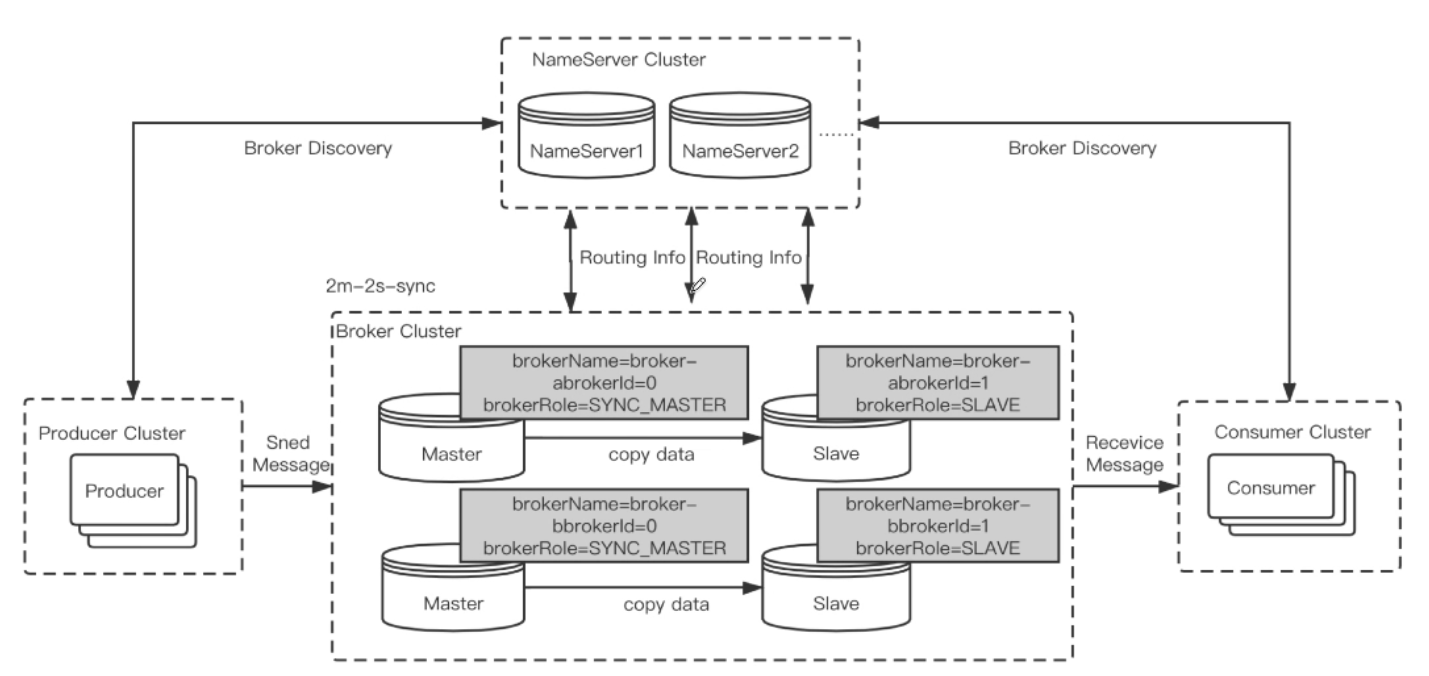 NameServer Cluster
NameServer1
NameServer2
......
Broker Discovery
Broker Discovery
Routing Info
Routing Info
2m-2s-sync
Broker Cluster
brokerName=broker-
abrokerId=0
brokerRole=SYNC_MASTER
brokerName=broker-
abrokerId=1
brokerRole=SLAVE
Master
copy data
Slave
brokerName=broker-
bbrokerId=0
brokerRole=SYNC_MASTER
brokerName=broker-
bbrokerId=1
brokerRole=SLAVE
Master
copy data
Slave
Producer Cluster
Producer
Sned
Message
Recevice
Message
Consumer Cluster
Consumer